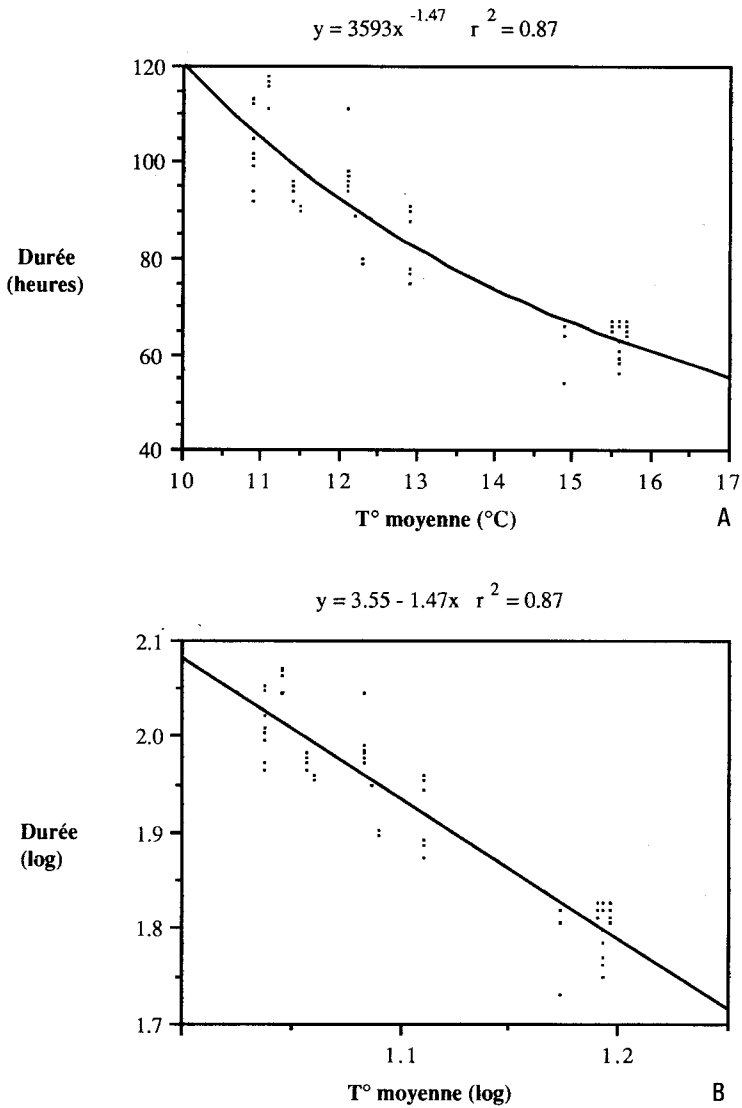 y = 3593x^-1.47 r^2 = 0.87
120
100
80
60
40
Durée
(heures)
10 11 12 13 14 15 16 17
T° moyenne (°C)
A
y = 3.55 - 1.47x r^2 = 0.87
2.1
2.0
1.9
1.8
1.7
Durée
(log)
1.1 1.2
T° moyenne (log)
B